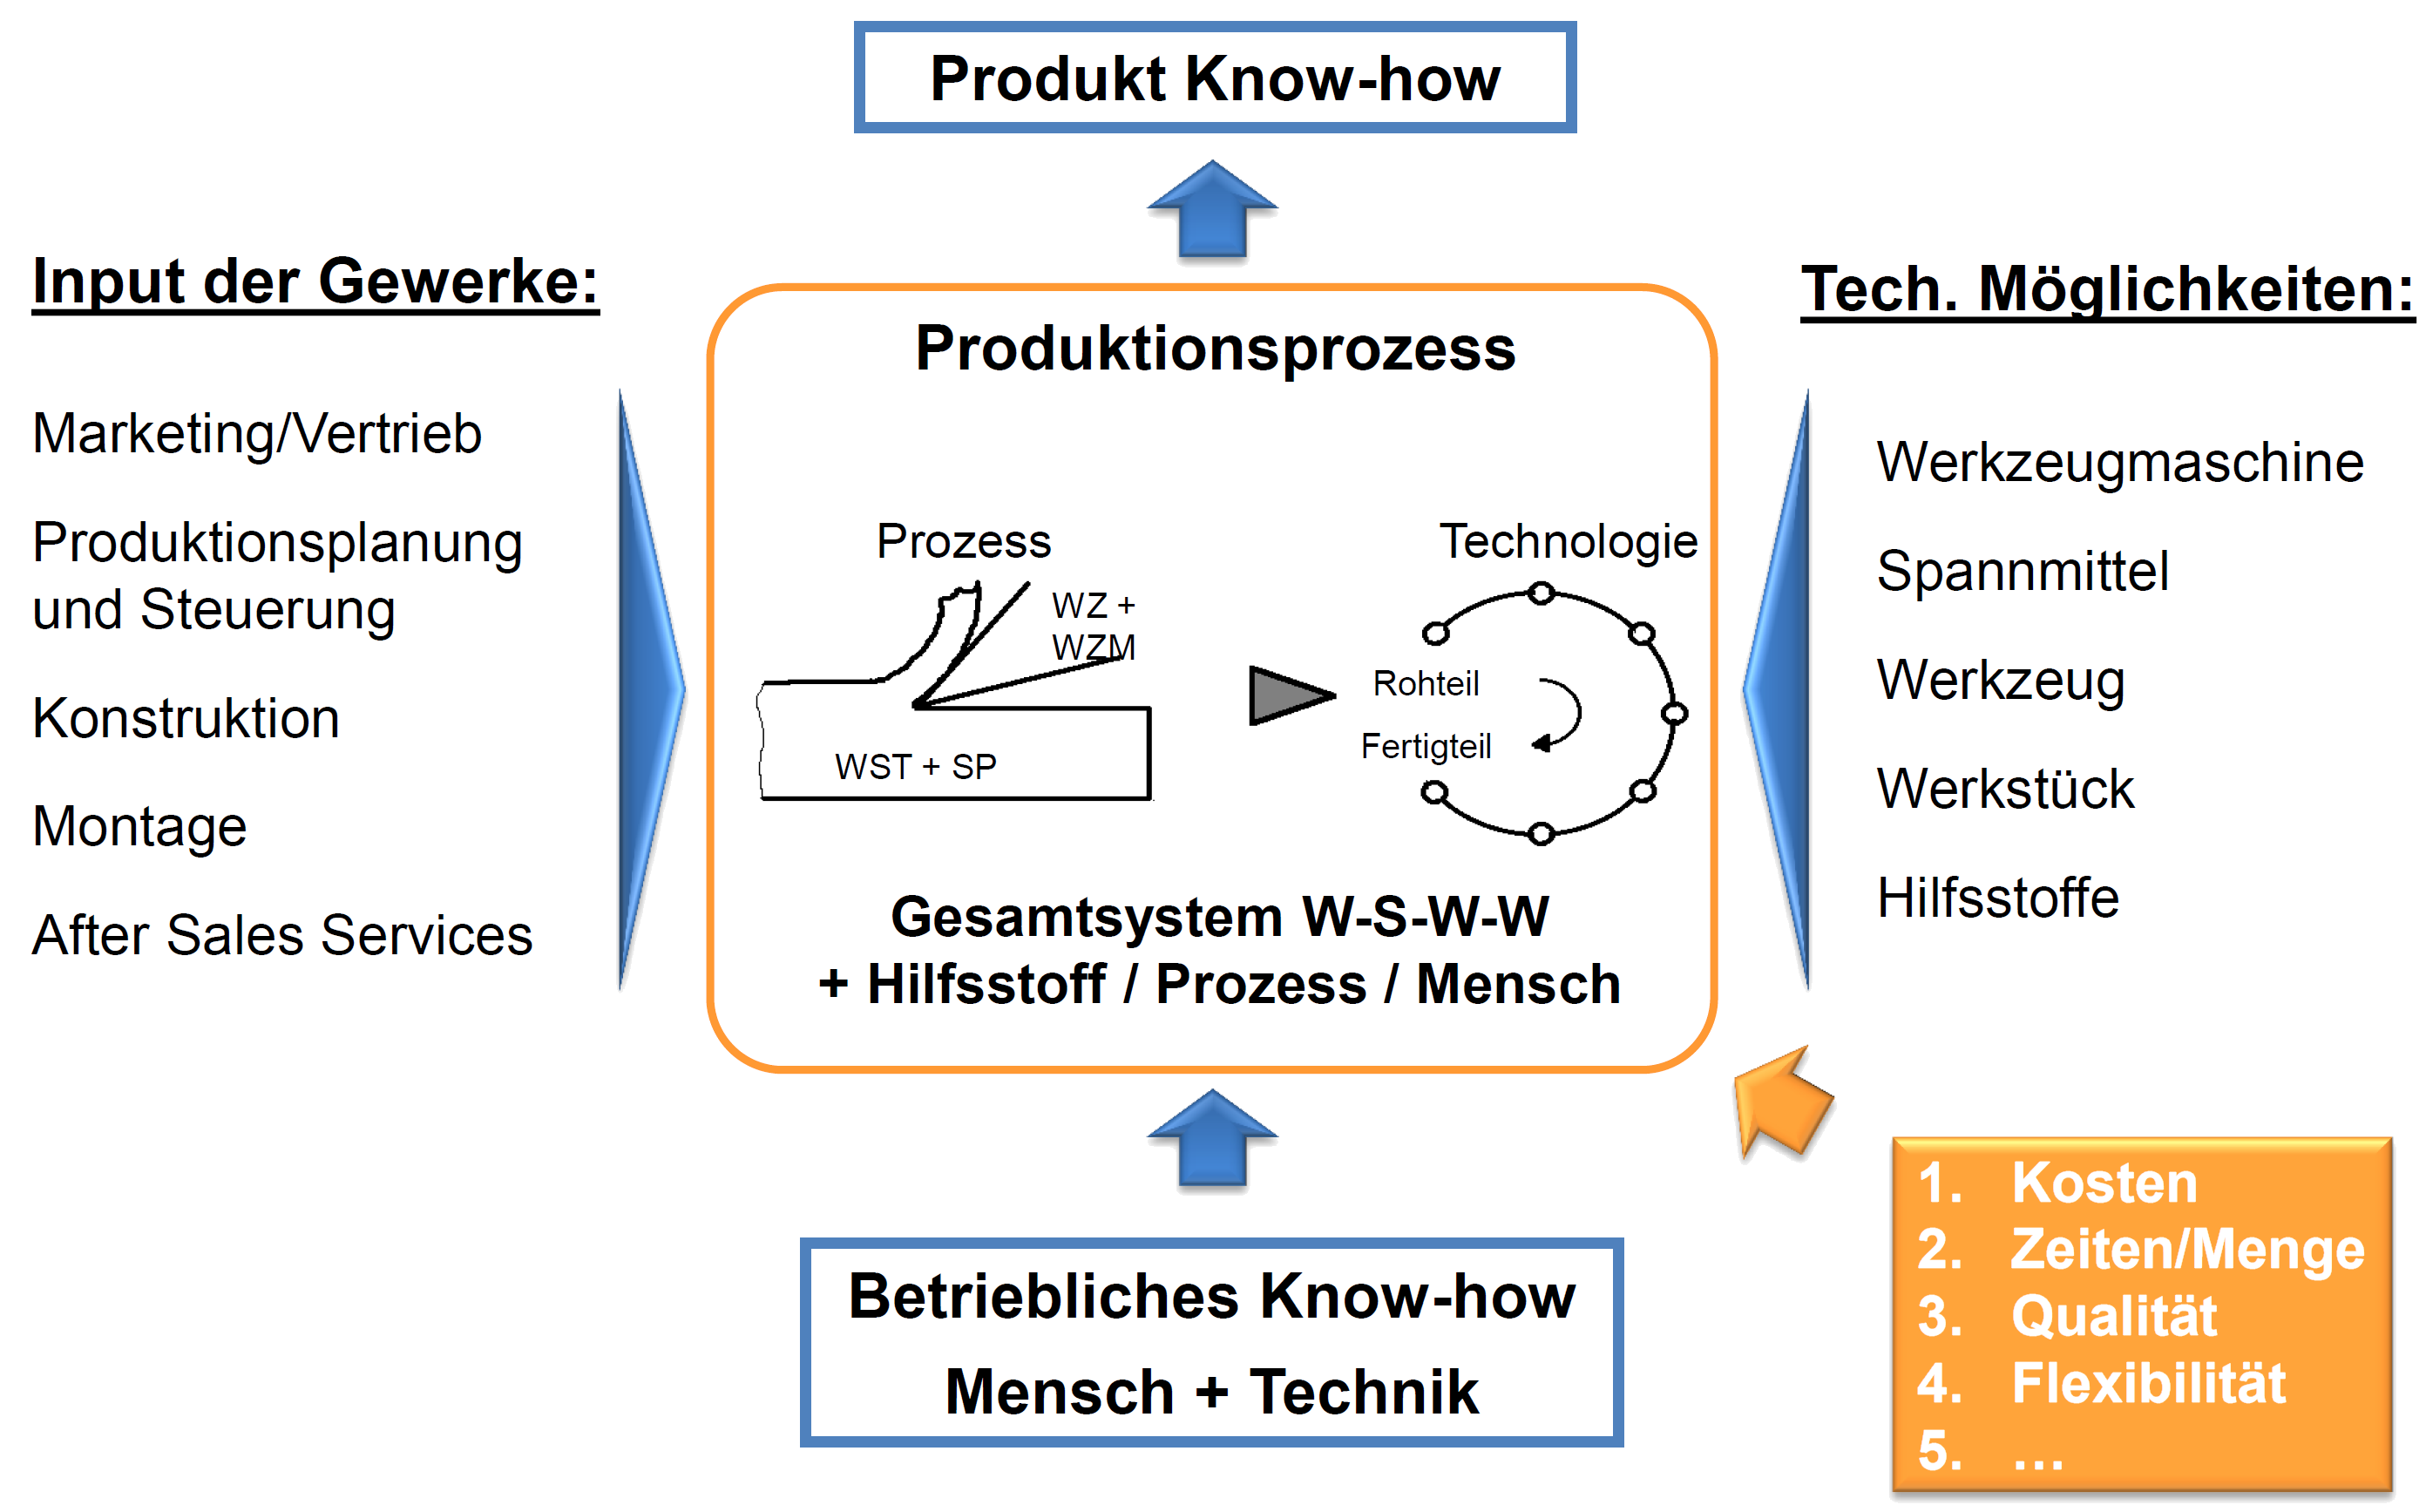 Produkt Know-how
Input der Gewerke:
Marketing/Vertrieb
Produktionsplanung
und Steuerung
Konstruktion
Montage
After Sales Services
Produktionsprozess
Prozess
WZ +
WZM
WST + SP
Technologie
Rohteil
Fertigteil
Gesamtsystem W-S-W-W
+ Hilfsstoff / Prozess / Mensch
Tech. Möglichkeiten:
Werkzeugmaschine
Spannmittel
Werkzeug
Werkstück
Hilfsstoffe
Betriebliches Know-how
Mensch + Technik
1. Kosten
2. Zeiten/Menge
3. Qualität
4. Flexibilität
5. ...